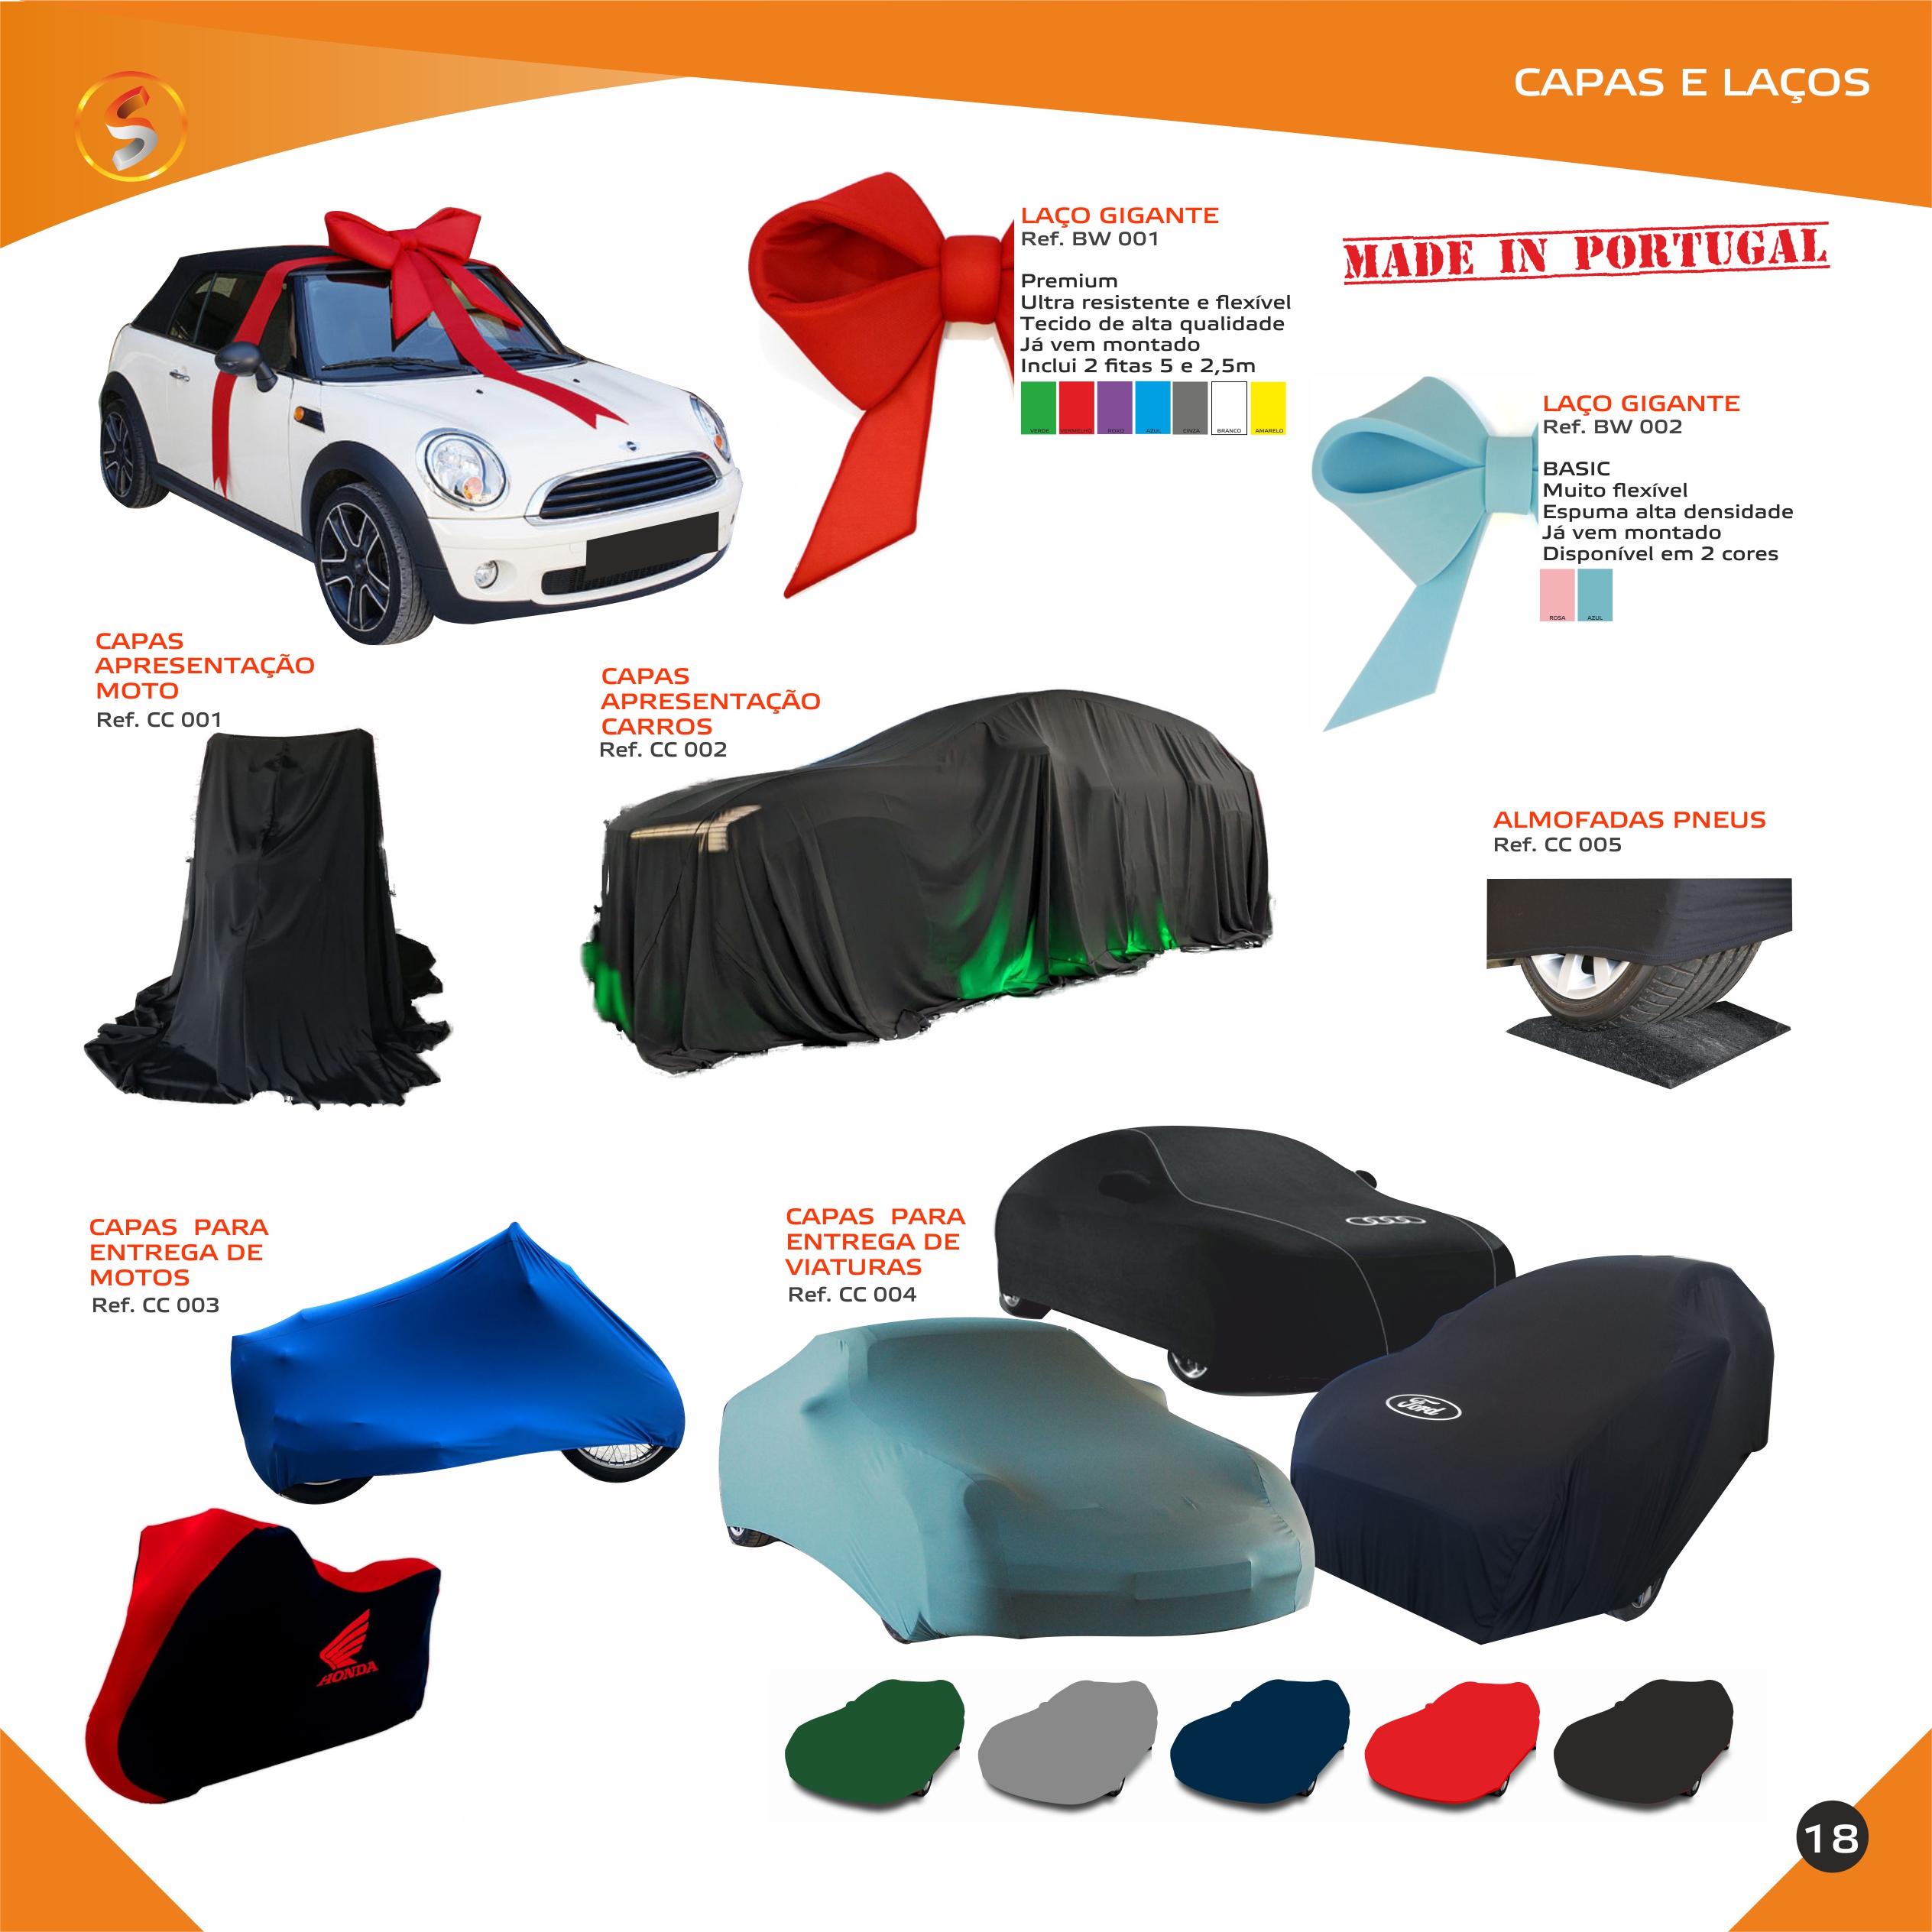 CAPAS E LAÇOS
LAÇO GIGANTE
Ref. BW 001
Premium
Ultra resistente e flexível
Tecido de alta qualidade
Já vem montado
Inclui 2 fitas 5 e 2,5m
VERDE VERMELHO ROXO AZUL CINZA BRANCO AMARELO
MADE IN PORTUGAL
LAÇO GIGANTE
Ref. BW 002
BASIC
Muito flexível
Espuma alta densidade
Já vem montado
Disponível em 2 cores
ROSA AZUL
CAPAS
APRESENTAÇÃO
MOTO
Ref. CC 001
CAPAS
APRESENTAÇÃO
CARROS
Ref. CC 002
ALMOFADAS PNEUS
Ref. CC 005
CAPAS PARA
ENTREGA DE
MOTOS
Ref. CC 003
HONDA
CAPAS PARA
ENTREGA DE
VIATURAS
Ref. CC 004
Ford
18